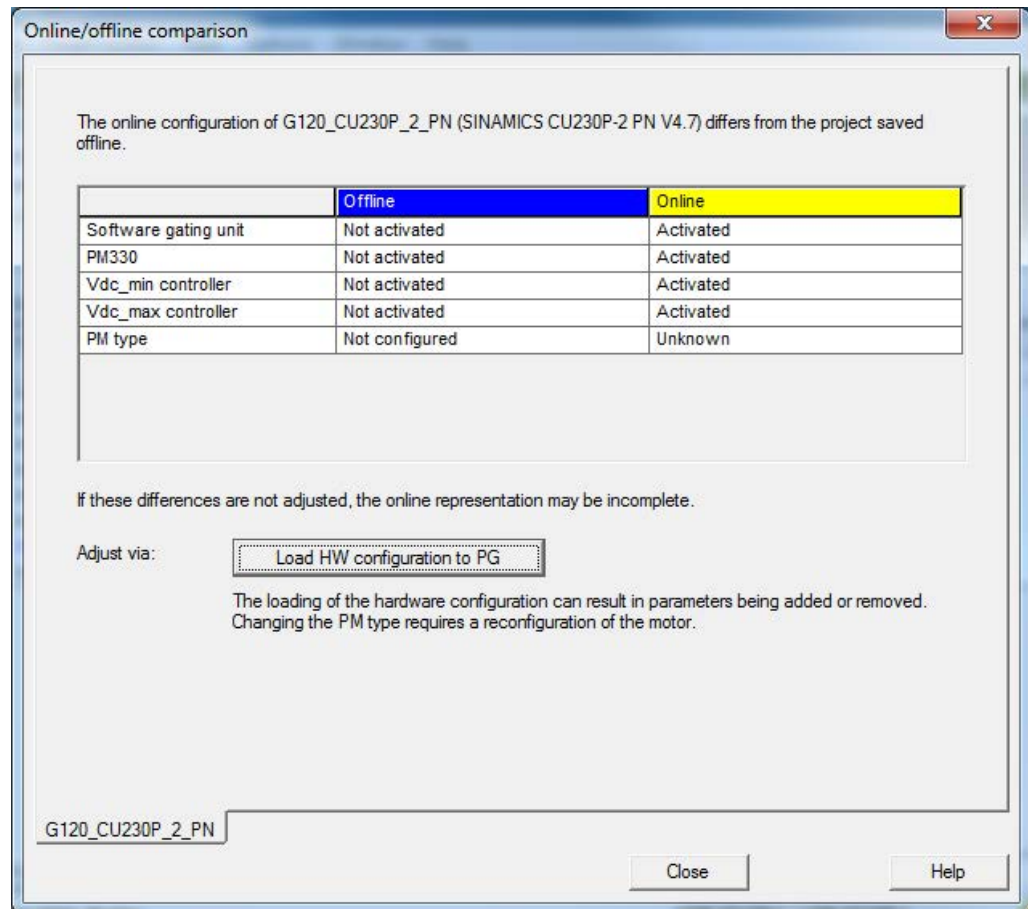 Online/offline comparison
X
The online configuration of G120_CU230P_2_PN (SINAMICS CU230P-2 PN V4.7) differs from the project saved
offline.
Offline Online
Software gating unit Not activated Activated
PM330 Not activated Activated
Vdc_min controller Not activated Activated
Vdc_max controller Not activated Activated
PM type Not configured Unknown
If these differences are not adjusted, the online representation may be incomplete.
Adjust via: Load HW configuration to PG
The loading of the hardware configuration can result in parameters being added or removed.
Changing the PM type requires a reconfiguration of the motor.
G120_CU230P_2_PN
Close Help